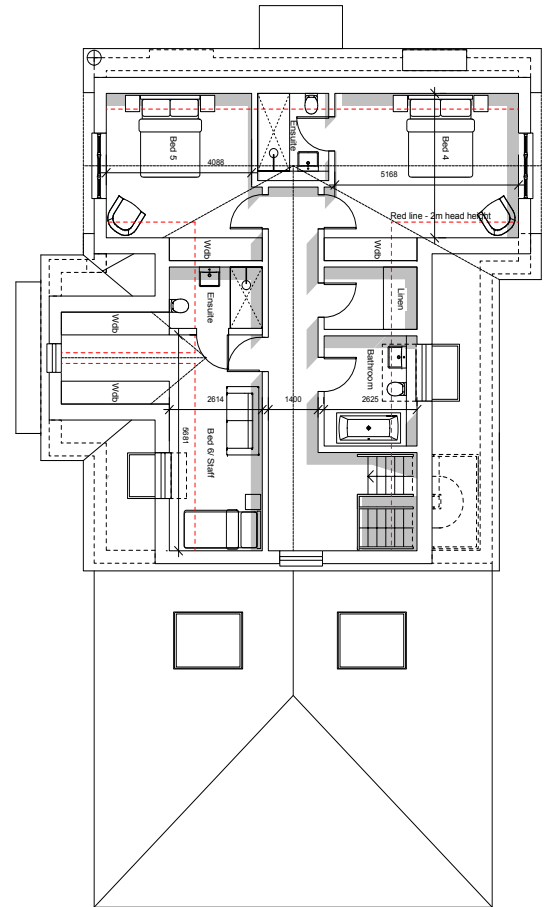 Bed 5
Ensuite
Bed 4
4088
5168
Red line - 2m head height
Wdb
Wdb
Ensuite
Linen
Wdb
Bathroom
Wdb
2614
1400
2625
5681
Bed 6/ Staff